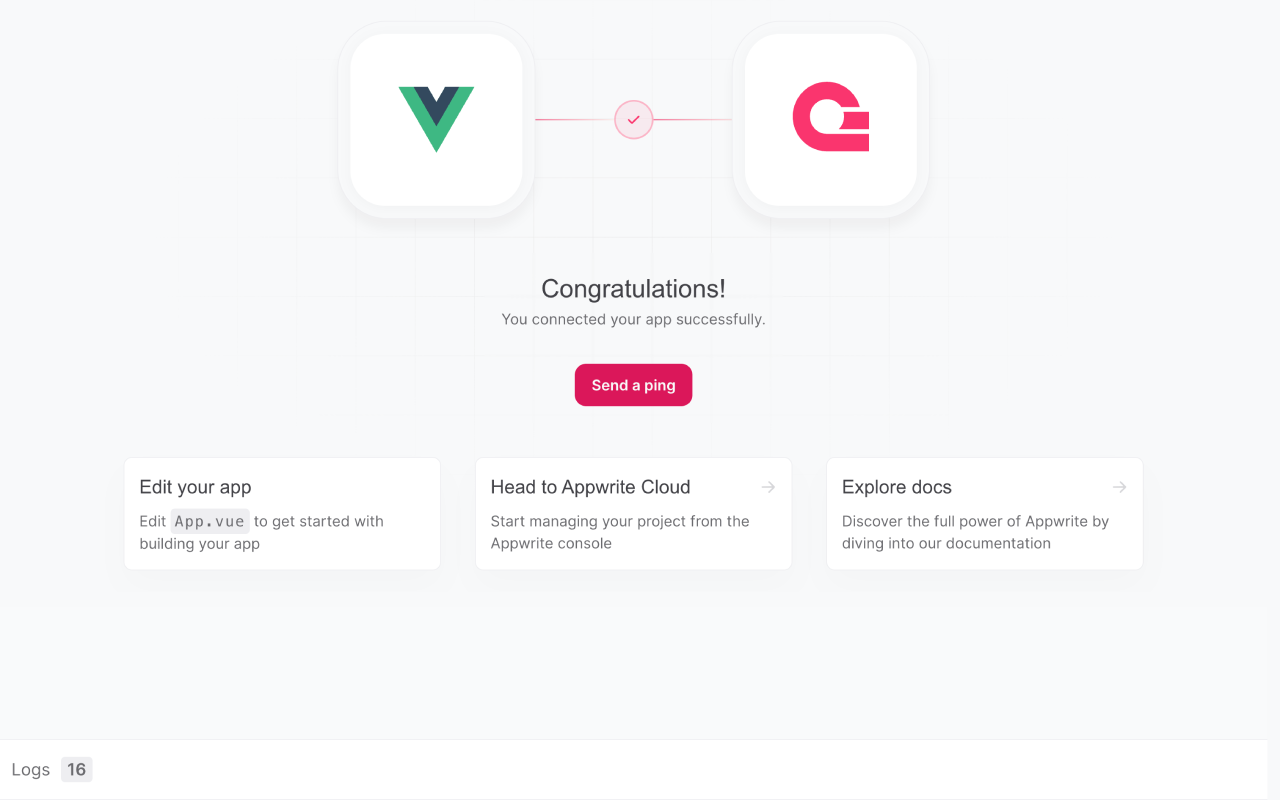 Congratulations!
You connected your app successfully.
Send a ping
Edit your app
Edit App.vue to get started with
building your app
Head to Appwrite Cloud
Start managing your project from the
Appwrite console
Explore docs
Discover the full power of Appwrite by
diving into our documentation
Logs 16